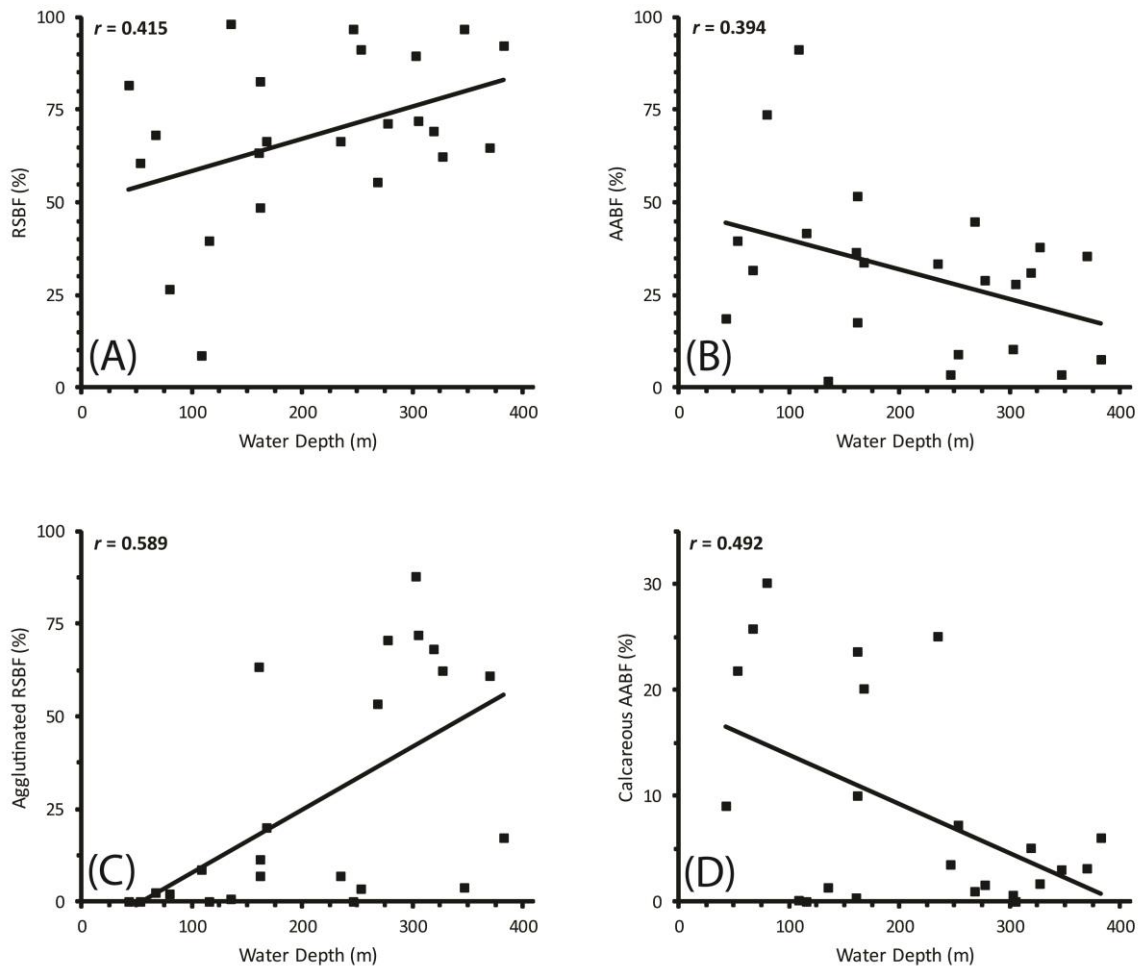 r = 0.415
100
75
50
25
0
RSBF (%)
(A)
0 100 200 300 400
Water Depth (m)
r = 0.394
100
75
50
25
0
AABF (%)
(B)
0 100 200 300 400
Water Depth (m)
r = 0.589
100
75
50
25
0
Agglutinated RSBF (%)
(C)
0 100 200 300 400
Water Depth (m)
r = 0.492
30
20
10
0
35
Calcareous AABF (%)
(D)
0 100 200 300 400
Water Depth (m)